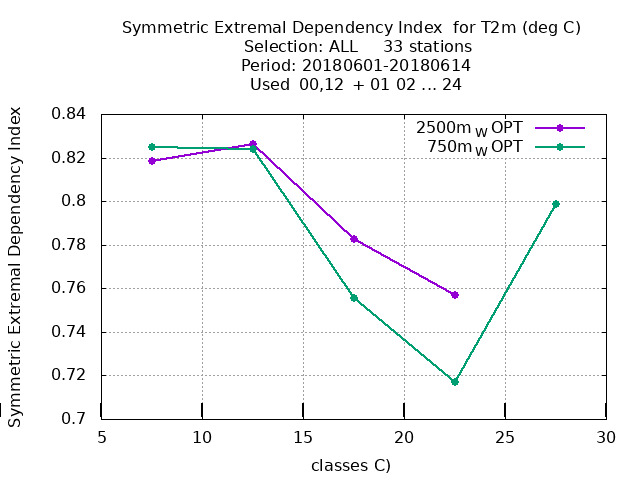 Symmetric Extremal Dependency Index  for T2m (deg C)
Selection: ALL     33 stations
Period: 20180601-20180614
Used  00,12  + 01 02 ... 24
Symmetric Extremal Dependency Index
0.84
0.82
0.8
0.78
0.76
0.74
0.72
0.7
2500m W OPT
750m W OPT
5
10
15
20
25
30
classes C)